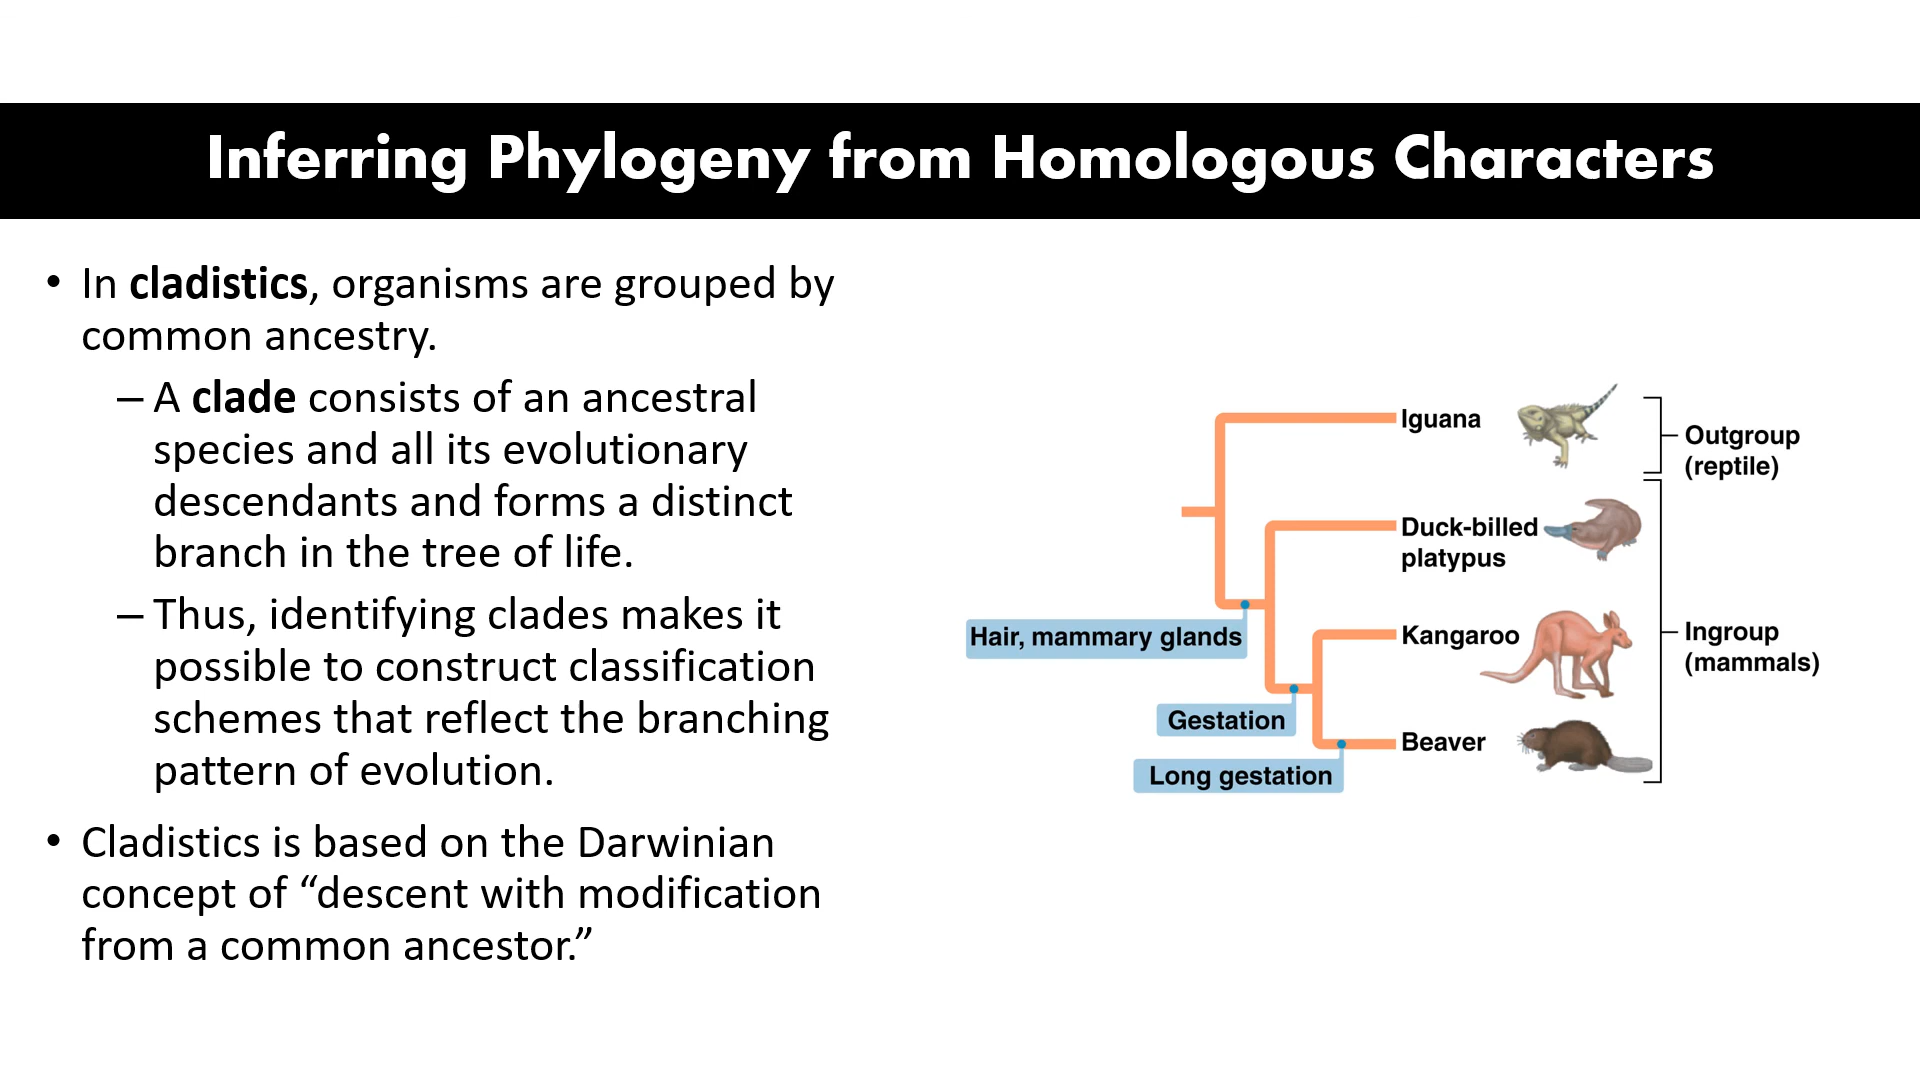 Inferring Phylogeny from Homologous Characters
• In cladistics, organisms are grouped by
common ancestry.
– A clade consists of an ancestral
species and all its evolutionary
descendants and forms a distinct
branch in the tree of life.
– Thus, identifying clades makes it
possible to construct classification
schemes that reflect the branching
pattern of evolution.
• Cladistics is based on the Darwinian
concept of “descent with modification
from a common ancestor.”
Iguana
Outgroup
(reptile)
Duck-billed
platypus
Hair, mammary glands
Kangaroo
Ingroup
(mammals)
Gestation
Beaver
Long gestation